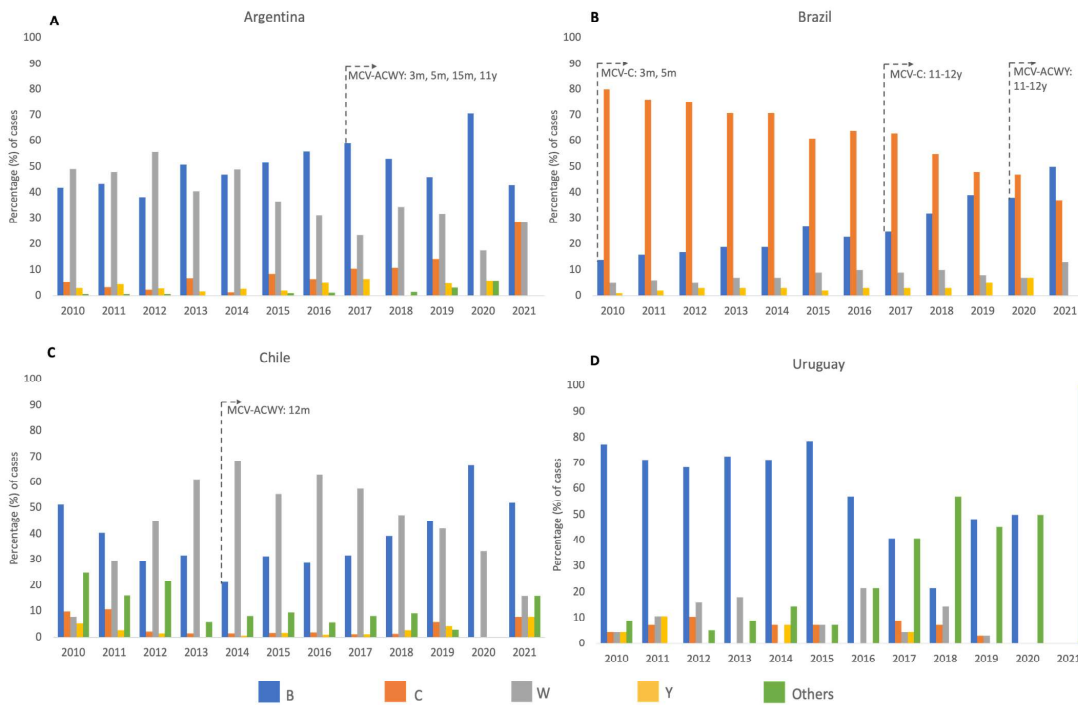 A
Argentina
Percentage (%) of cases
100
90
80
70
60
50
40
30
20
10
0
MCV-ACWY: 3m, 5m, 15m, 11y
2010 2011 2012 2013 2014 2015 2016 2017 2018 2019 2020 2021
B
Brazil
Percentage (%) of cases
100
90
80
70
60
50
40
30
20
10
0
MCV-C: 3m, 5m
MCV-C: 11-12y
MCV-ACWY:
11-12y
2010 2011 2012 2013 2014 2015 2016 2017 2018 2019 2020 2021
C
Chile
Percentage (%) of cases
100
90
80
70
60
50
40
30
20
10
0
MCV-ACWY: 12m
2010 2011 2012 2013 2014 2015 2016 2017 2018 2019 2020 2021
D
Uruguay
Percentage (%) of cases
100
90
80
70
60
50
40
30
20
10
0
2010 2011 2012 2013 2014 2015 2016 2017 2018 2019 2020 2021
B C W Y Others